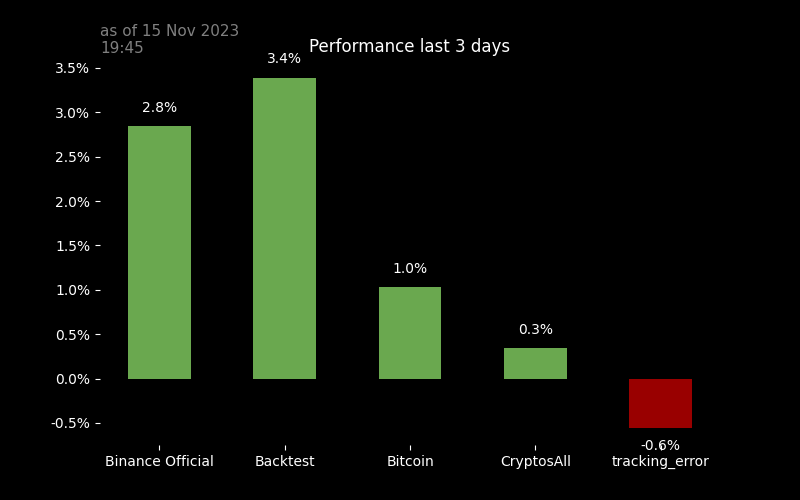 as of 15 Nov 2023
19:45
Performance last 3 days
3.5%
3.0%
2.5%
2.0%
1.5%
1.0%
0.5%
0.0%
-0.5%
2.8%
3.4%
1.0%
0.3%
-0.6%
Binance Official
Backtest
Bitcoin
CryptosAll
tracking_error